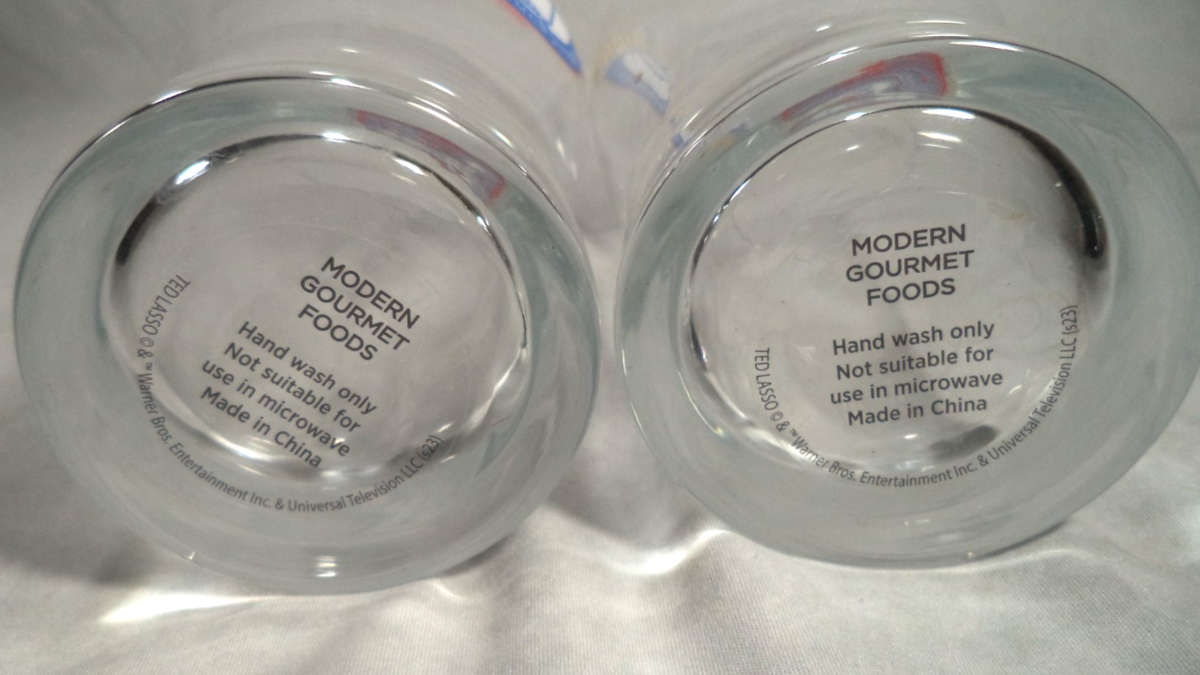 MODERN
GOURMET
FOODS
Hand wash only
Not suitable for
use in microwave
Made in China
TED LASSO © & ™ Warner Bros. Entertainment Inc. & Universal Television LLC (s23)
MODERN
GOURMET
FOODS
Hand wash only
Not suitable for
use in microwave
Made in China
TED LASSO © & ™ Warner Bros. Entertainment Inc. & Universal Television LLC (s23)